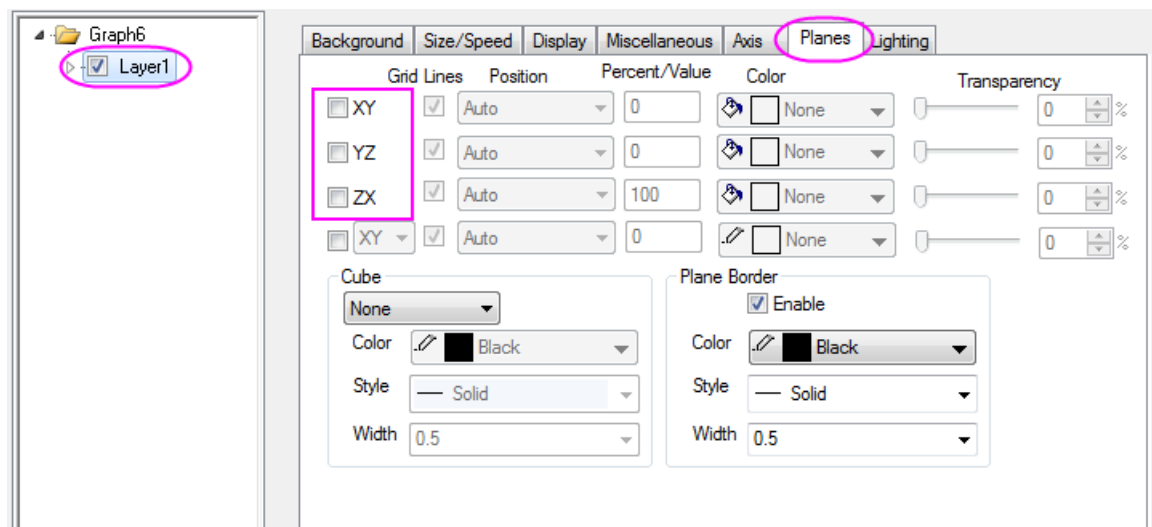 Graph6
Layer1
Background Size/Speed Display Miscellaneous Axis Planes Lighting
Grid Lines Position Percent/Value Color Transparency
XY Auto 0 None 0 %
YZ Auto 0 None 0 %
ZX Auto 100 None 0 %
XY Auto 0 None 0 %
Cube
None
Color Black
Style Solid
Width 0.5
Plane Border
Enable
Color Black
Style Solid
Width 0.5